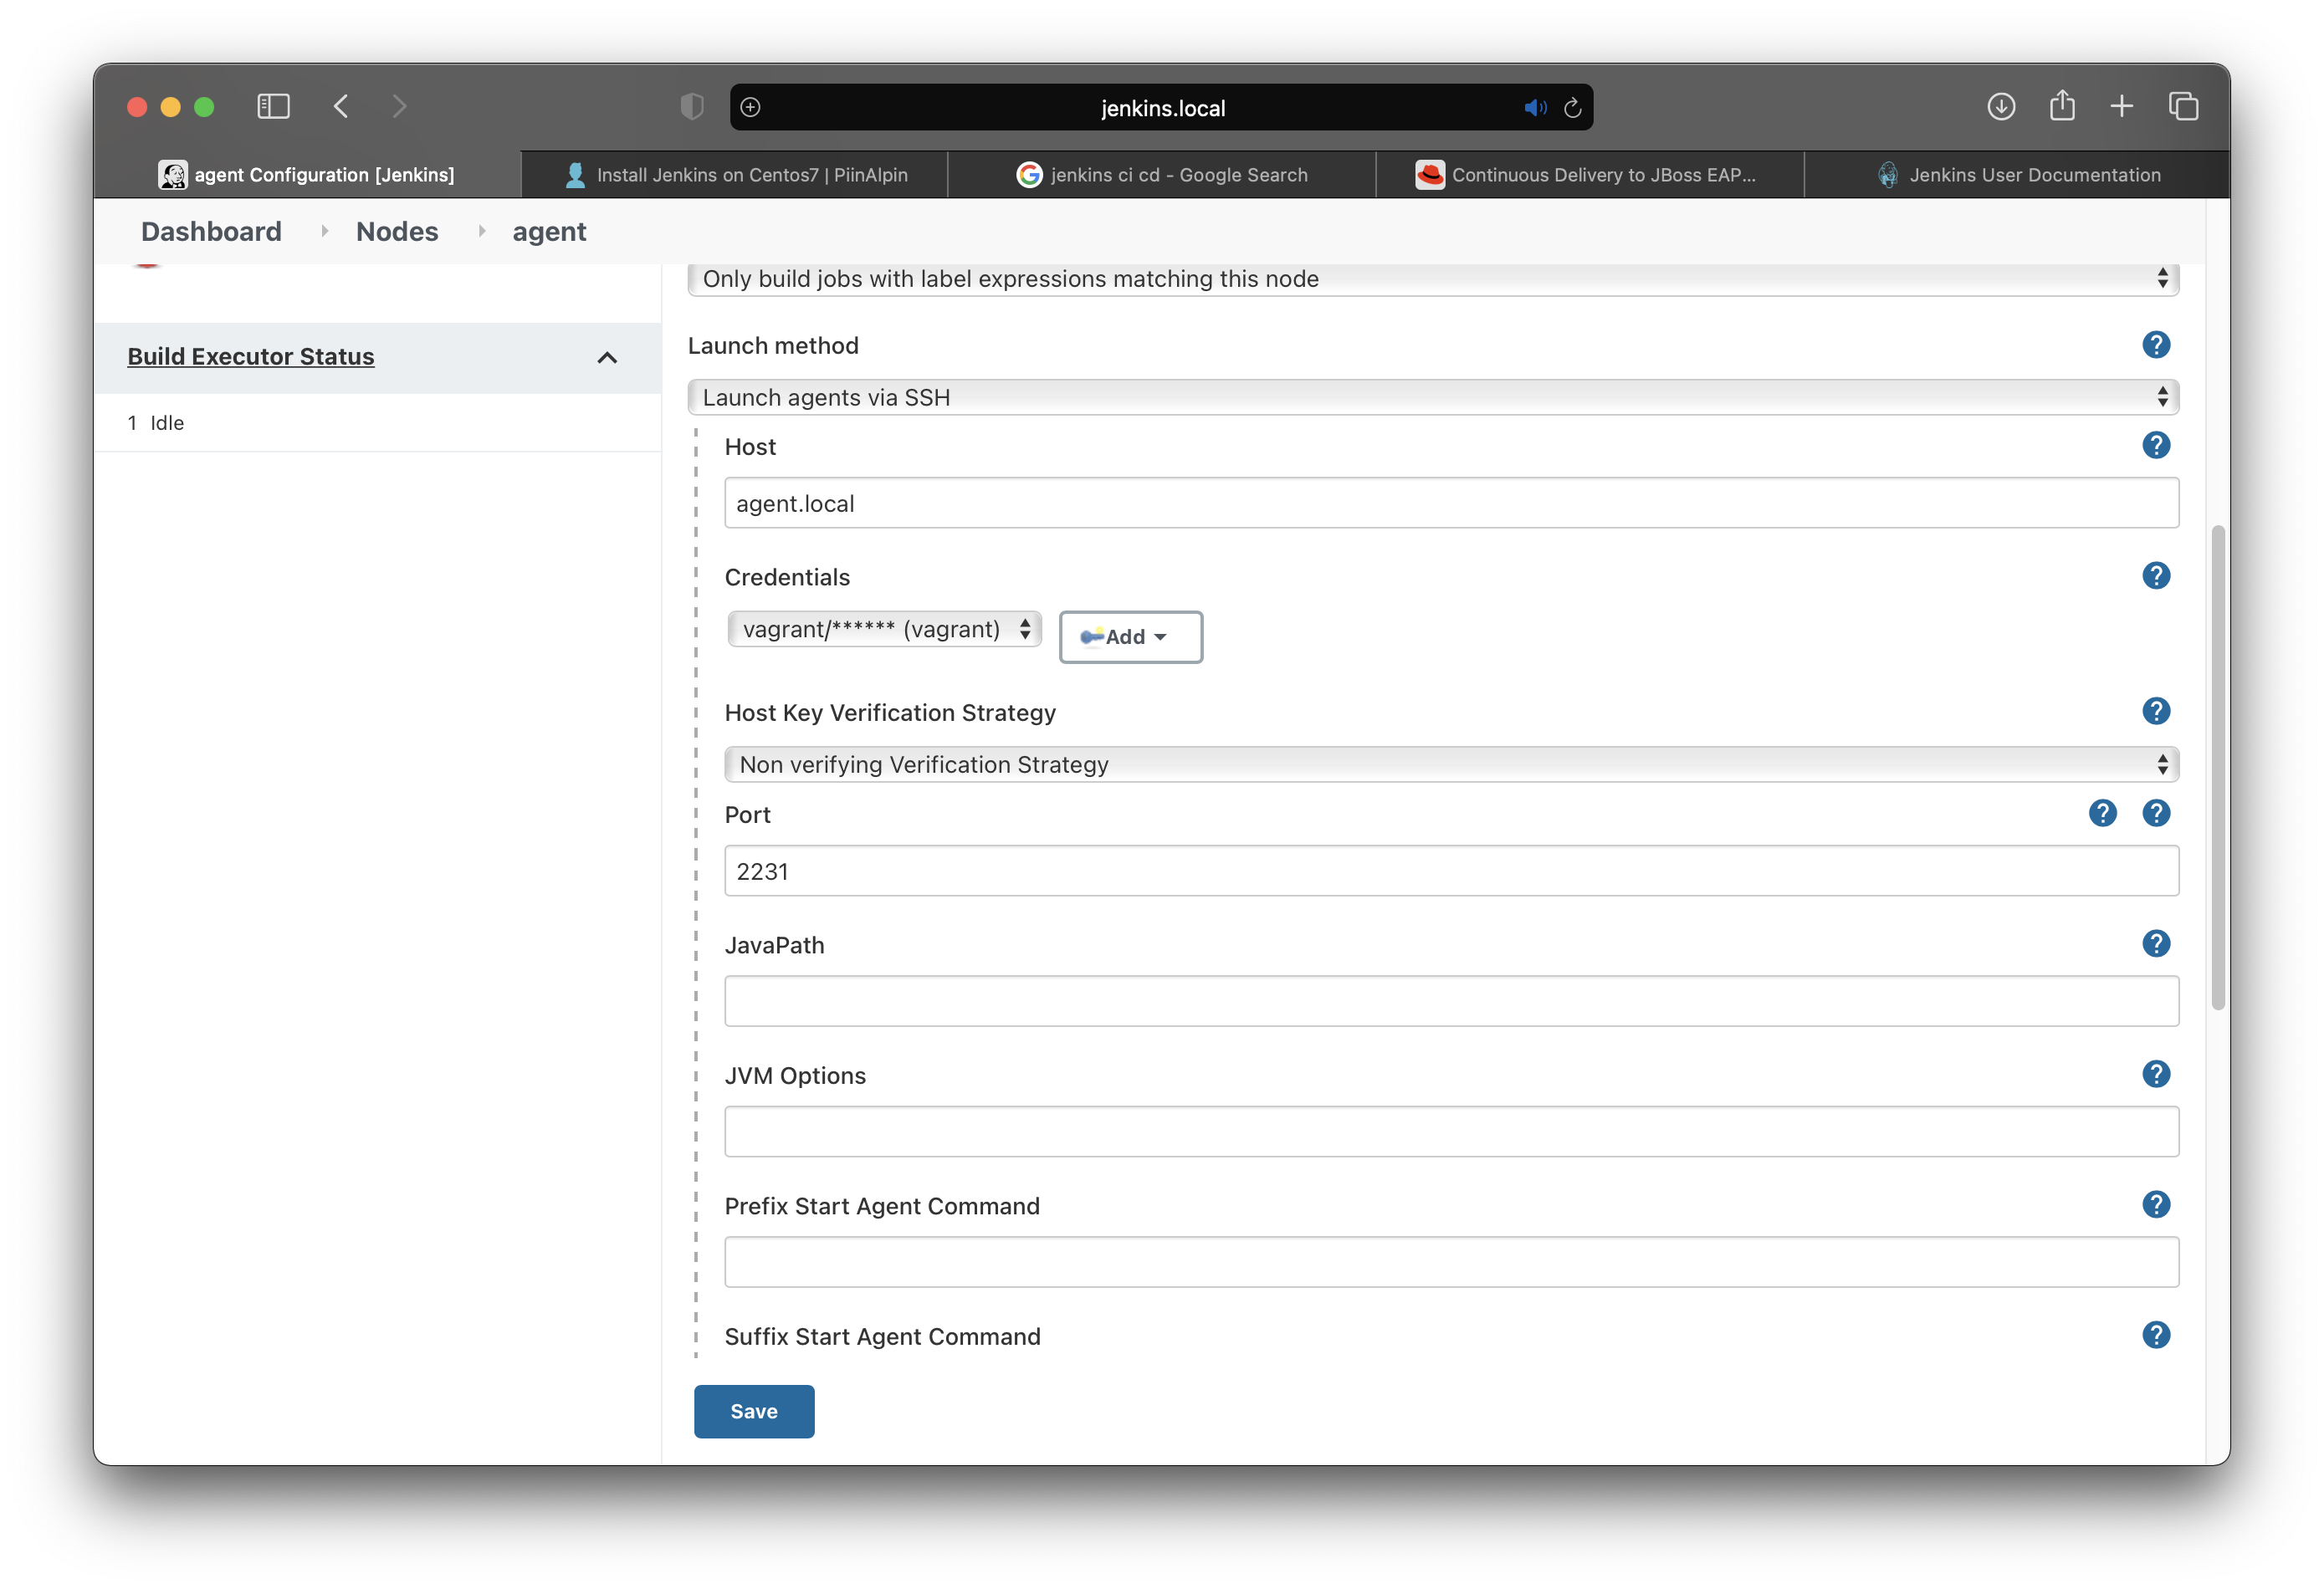 jenkins.local
agent Configuration [Jenkins]
Install Jenkins on Centos7 | PiinAlpin
jenkins ci cd - Google Search
Continuous Delivery to JBoss EAP...
Jenkins User Documentation
Dashboard
Nodes
agent
Build Executor Status
1 Idle
Only build jobs with label expressions matching this node
Launch method
?
Launch agents via SSH
Host
?
agent.local
Credentials
?
vagrant/****** (vagrant)
Add
Host Key Verification Strategy
?
Non verifying Verification Strategy
Port
? ?
2231
JavaPath
?
JVM Options
?
Prefix Start Agent Command
?
Suffix Start Agent Command
?
Save